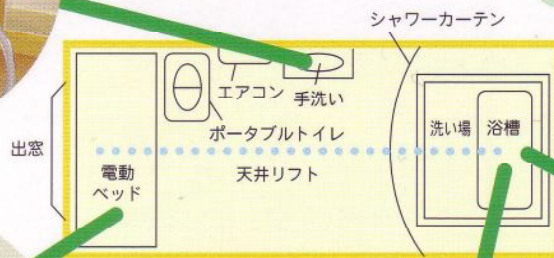 シャワーカーテン
エアコン
手洗い
ポータブルトイレ
洗い場
浴槽
出窓
電動
ベッド
天井リフト